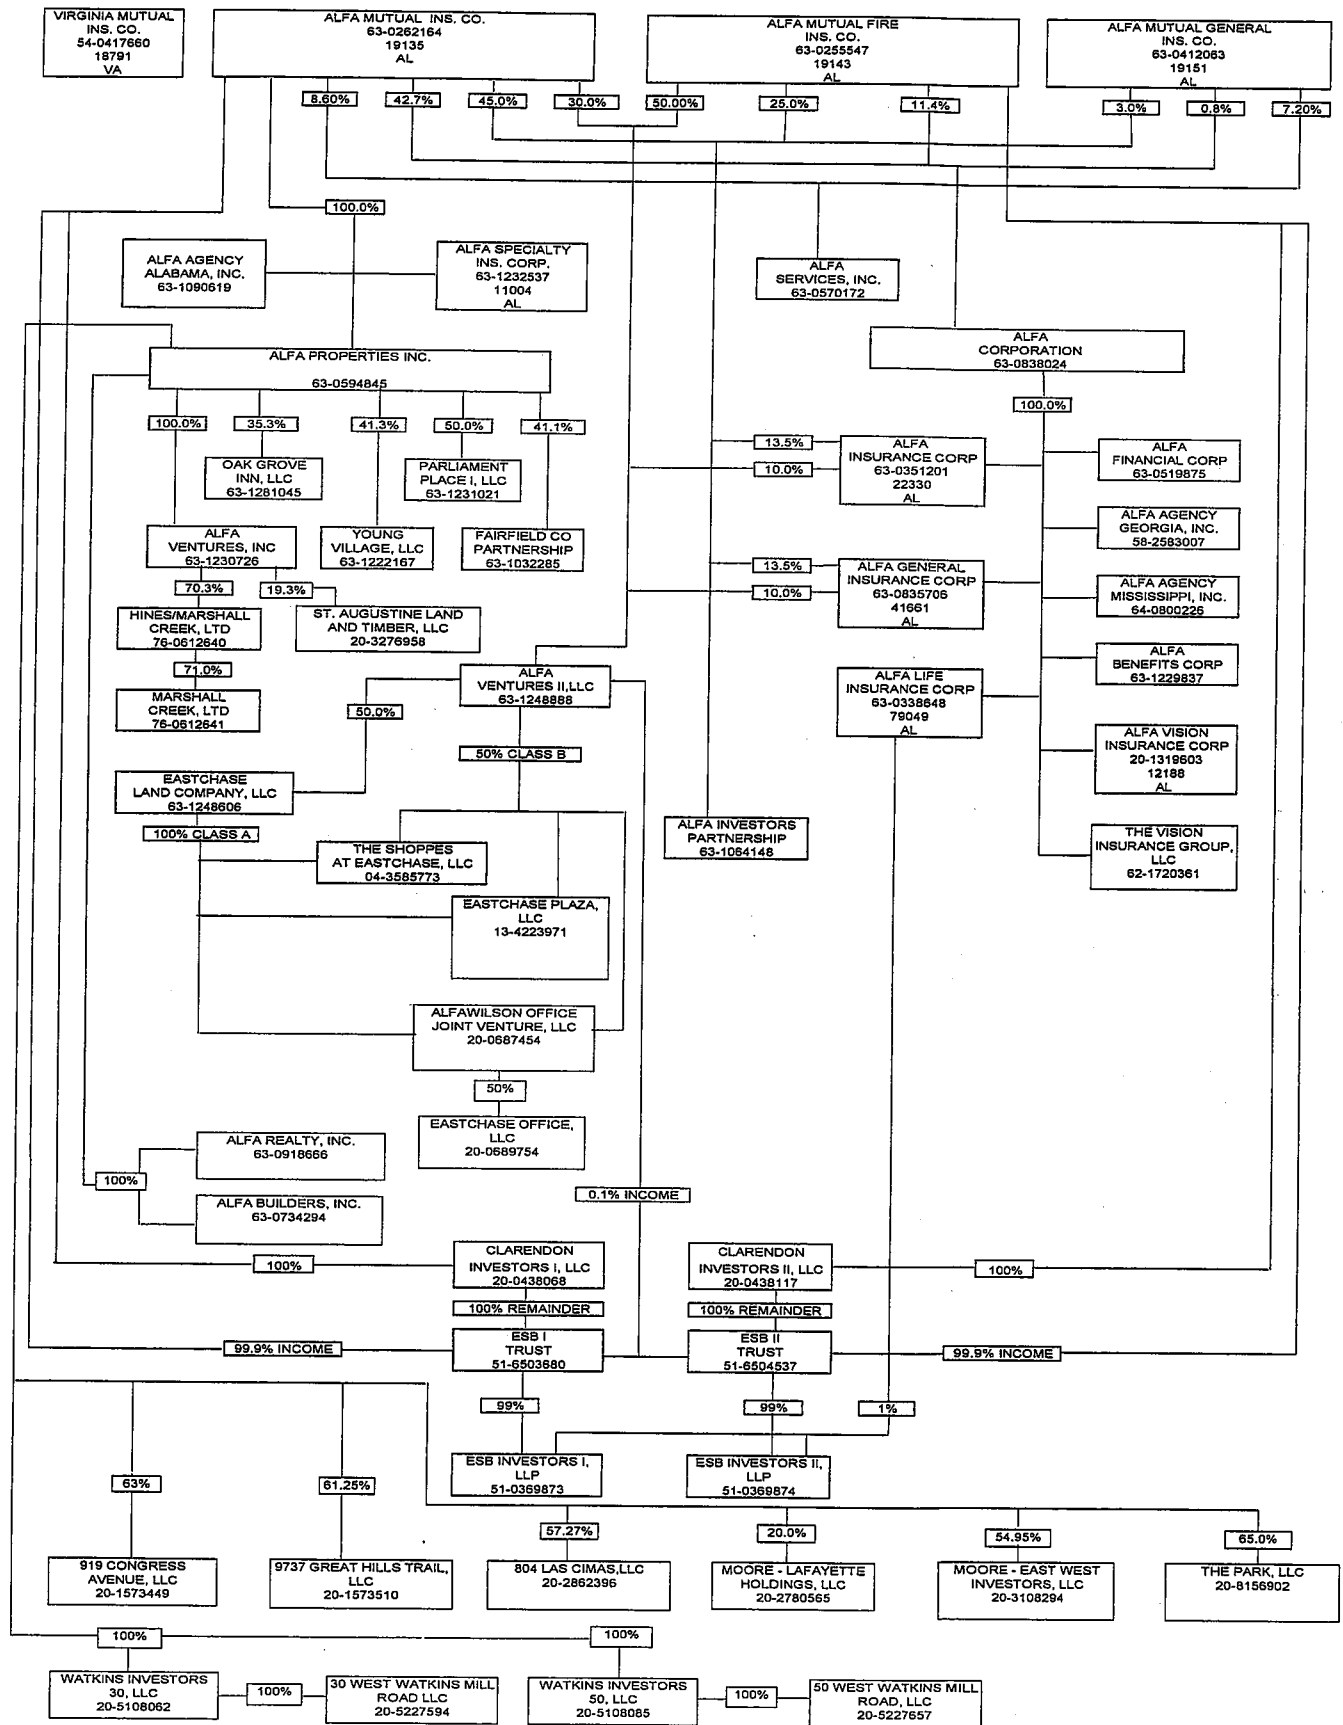 VIRGINIA MUTUAL
INS. CO.
54-0417660
18791
VA
ALFA MUTUAL INS. CO.
63-0262164
19135
AL
ALFA MUTUAL FIRE
INS. CO.
63-0255547
19143
AL
ALFA MUTUAL GENERAL
INS. CO.
63-0412063
19151
AL
8.60%
42.7%
45.0%
30.0%
50.00%
25.0%
11.4%
3.0%
0.8%
7.20%
100.0%
ALFA AGENCY
ALABAMA, INC.
63-1090619
ALFA SPECIALTY
INS. CORP.
63-1232537
11004
AL
ALFA
SERVICES, INC.
63-0570172
ALFA PROPERTIES INC.
63-0594845
ALFA
CORPORATION
63-0838024
100.0%
100.0%
35.3%
41.3%
50.0%
41.1%
OAK GROVE
INN, LLC
63-1281045
PARLIAMENT
PLACE I, LLC
63-1231021
13.5%
10.0%
ALFA
INSURANCE CORP
63-0351201
22330
AL
ALFA
FINANCIAL CORP
63-0519875
ALFA
VENTURES, INC
63-1230726
YOUNG
VILLAGE, LLC
63-1222167
FAIRFIELD CO
PARTNERSHIP
63-1032285
ALFA AGENCY
GEORGIA, INC.
58-2583007
70.3%
19.3%
13.5%
10.0%
ALFA GENERAL
INSURANCE CORP
63-0835706
41661
AL
ALFA AGENCY
MISSISSIPPI, INC.
64-0800226
HINES/MARSHALL
CREEK, LTD
76-0612640
ST. AUGUSTINE LAND
AND TIMBER, LLC
20-3276958
71.0%
MARSHALL
CREEK, LTD
76-0612641
ALFA
VENTURES II,LLC
63-1248888
ALFA LIFE
INSURANCE CORP
63-0338648
79049
AL
ALFA
BENEFITS CORP
63-1229837
50.0%
50% CLASS B
ALFA VISION
INSURANCE CORP
20-1319603
12188
AL
EASTCHASE
LAND COMPANY, LLC
63-1248606
100% CLASS A
THE SHOPPES
AT EASTCHASE, LLC
04-3585773
ALFA INVESTORS
PARTNERSHIP
63-1064148
THE VISION
INSURANCE GROUP,
LLC
62-1720361
EASTCHASE PLAZA,
LLC
13-4223971
ALFAWILSON OFFICE
JOINT VENTURE, LLC
20-0687454
50%
EASTCHASE OFFICE,
LLC
20-0689754
ALFA REALTY, INC.
63-0918666
100%
ALFA BUILDERS, INC.
63-0734294
0.1% INCOME
100%
CLARENDON
INVESTORS I, LLC
20-0438068
CLARENDON
INVESTORS II, LLC
20-0438117
100%
100% REMAINDER
100% REMAINDER
99.9% INCOME
ESB I
TRUST
51-6503680
ESB II
TRUST
51-6504537
99.9% INCOME
99%
99%
1%
ESB INVESTORS I,
LLP
51-0369873
ESB INVESTORS II,
LLP
51-0369874
63%
61.25%
57.27%
20.0%
54.95%
65.0%
919 CONGRESS
AVENUE, LLC
20-1573449
9737 GREAT HILLS TRAIL,
LLC
20-1573510
804 LAS CIMAS,LLC
20-2862396
MOORE - LAFAYETTE
HOLDINGS, LLC
20-2780565
MOORE - EAST WEST
INVESTORS, LLC
20-3108294
THE PARK, LLC
20-8156902
100%
100%
WATKINS INVESTORS
30, LLC
20-5108062
100%
30 WEST WATKINS MILL
ROAD LLC
20-5227594
WATKINS INVESTORS
50, LLC
20-5108085
100%
50 WEST WATKINS MILL
ROAD, LLC
20-5227657